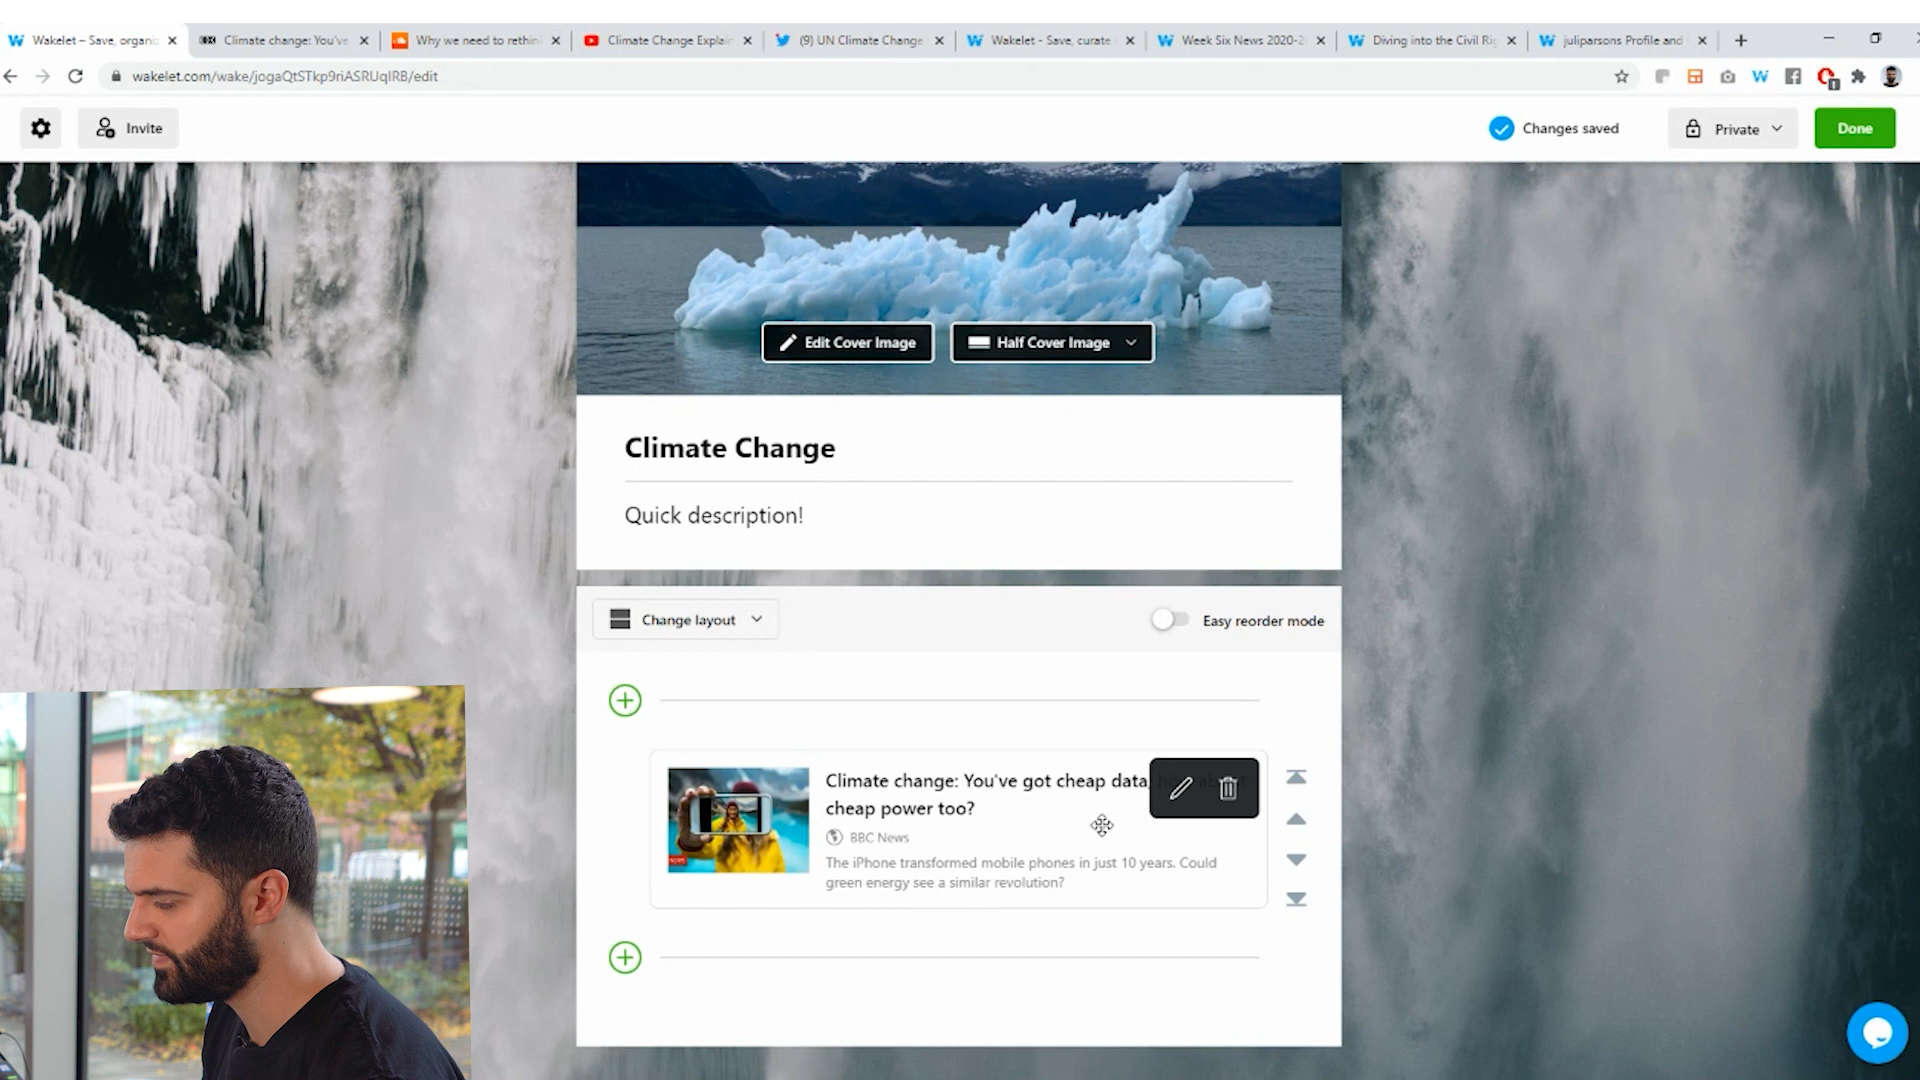 Wakelet – Save, organi
Climate change: You've
Why we need to rethin
Climate Change Explain
(9) UN Climate Change
Wakelet - Save, curate
Week Six News 2020-2
Diving into the Civil Rig
juliparsons Profile and
wakelet.com/wake/jogaQtSTkp9riASRUqIRB/edit
Invite
Changes saved
Private
Done
Edit Cover Image
Half Cover Image
Climate Change
Quick description!
Change layout
Easy reorder mode
Climate change: You've got cheap data,
cheap power too?
BBC News
The iPhone transformed mobile phones in just 10 years. Could
green energy see a similar revolution?